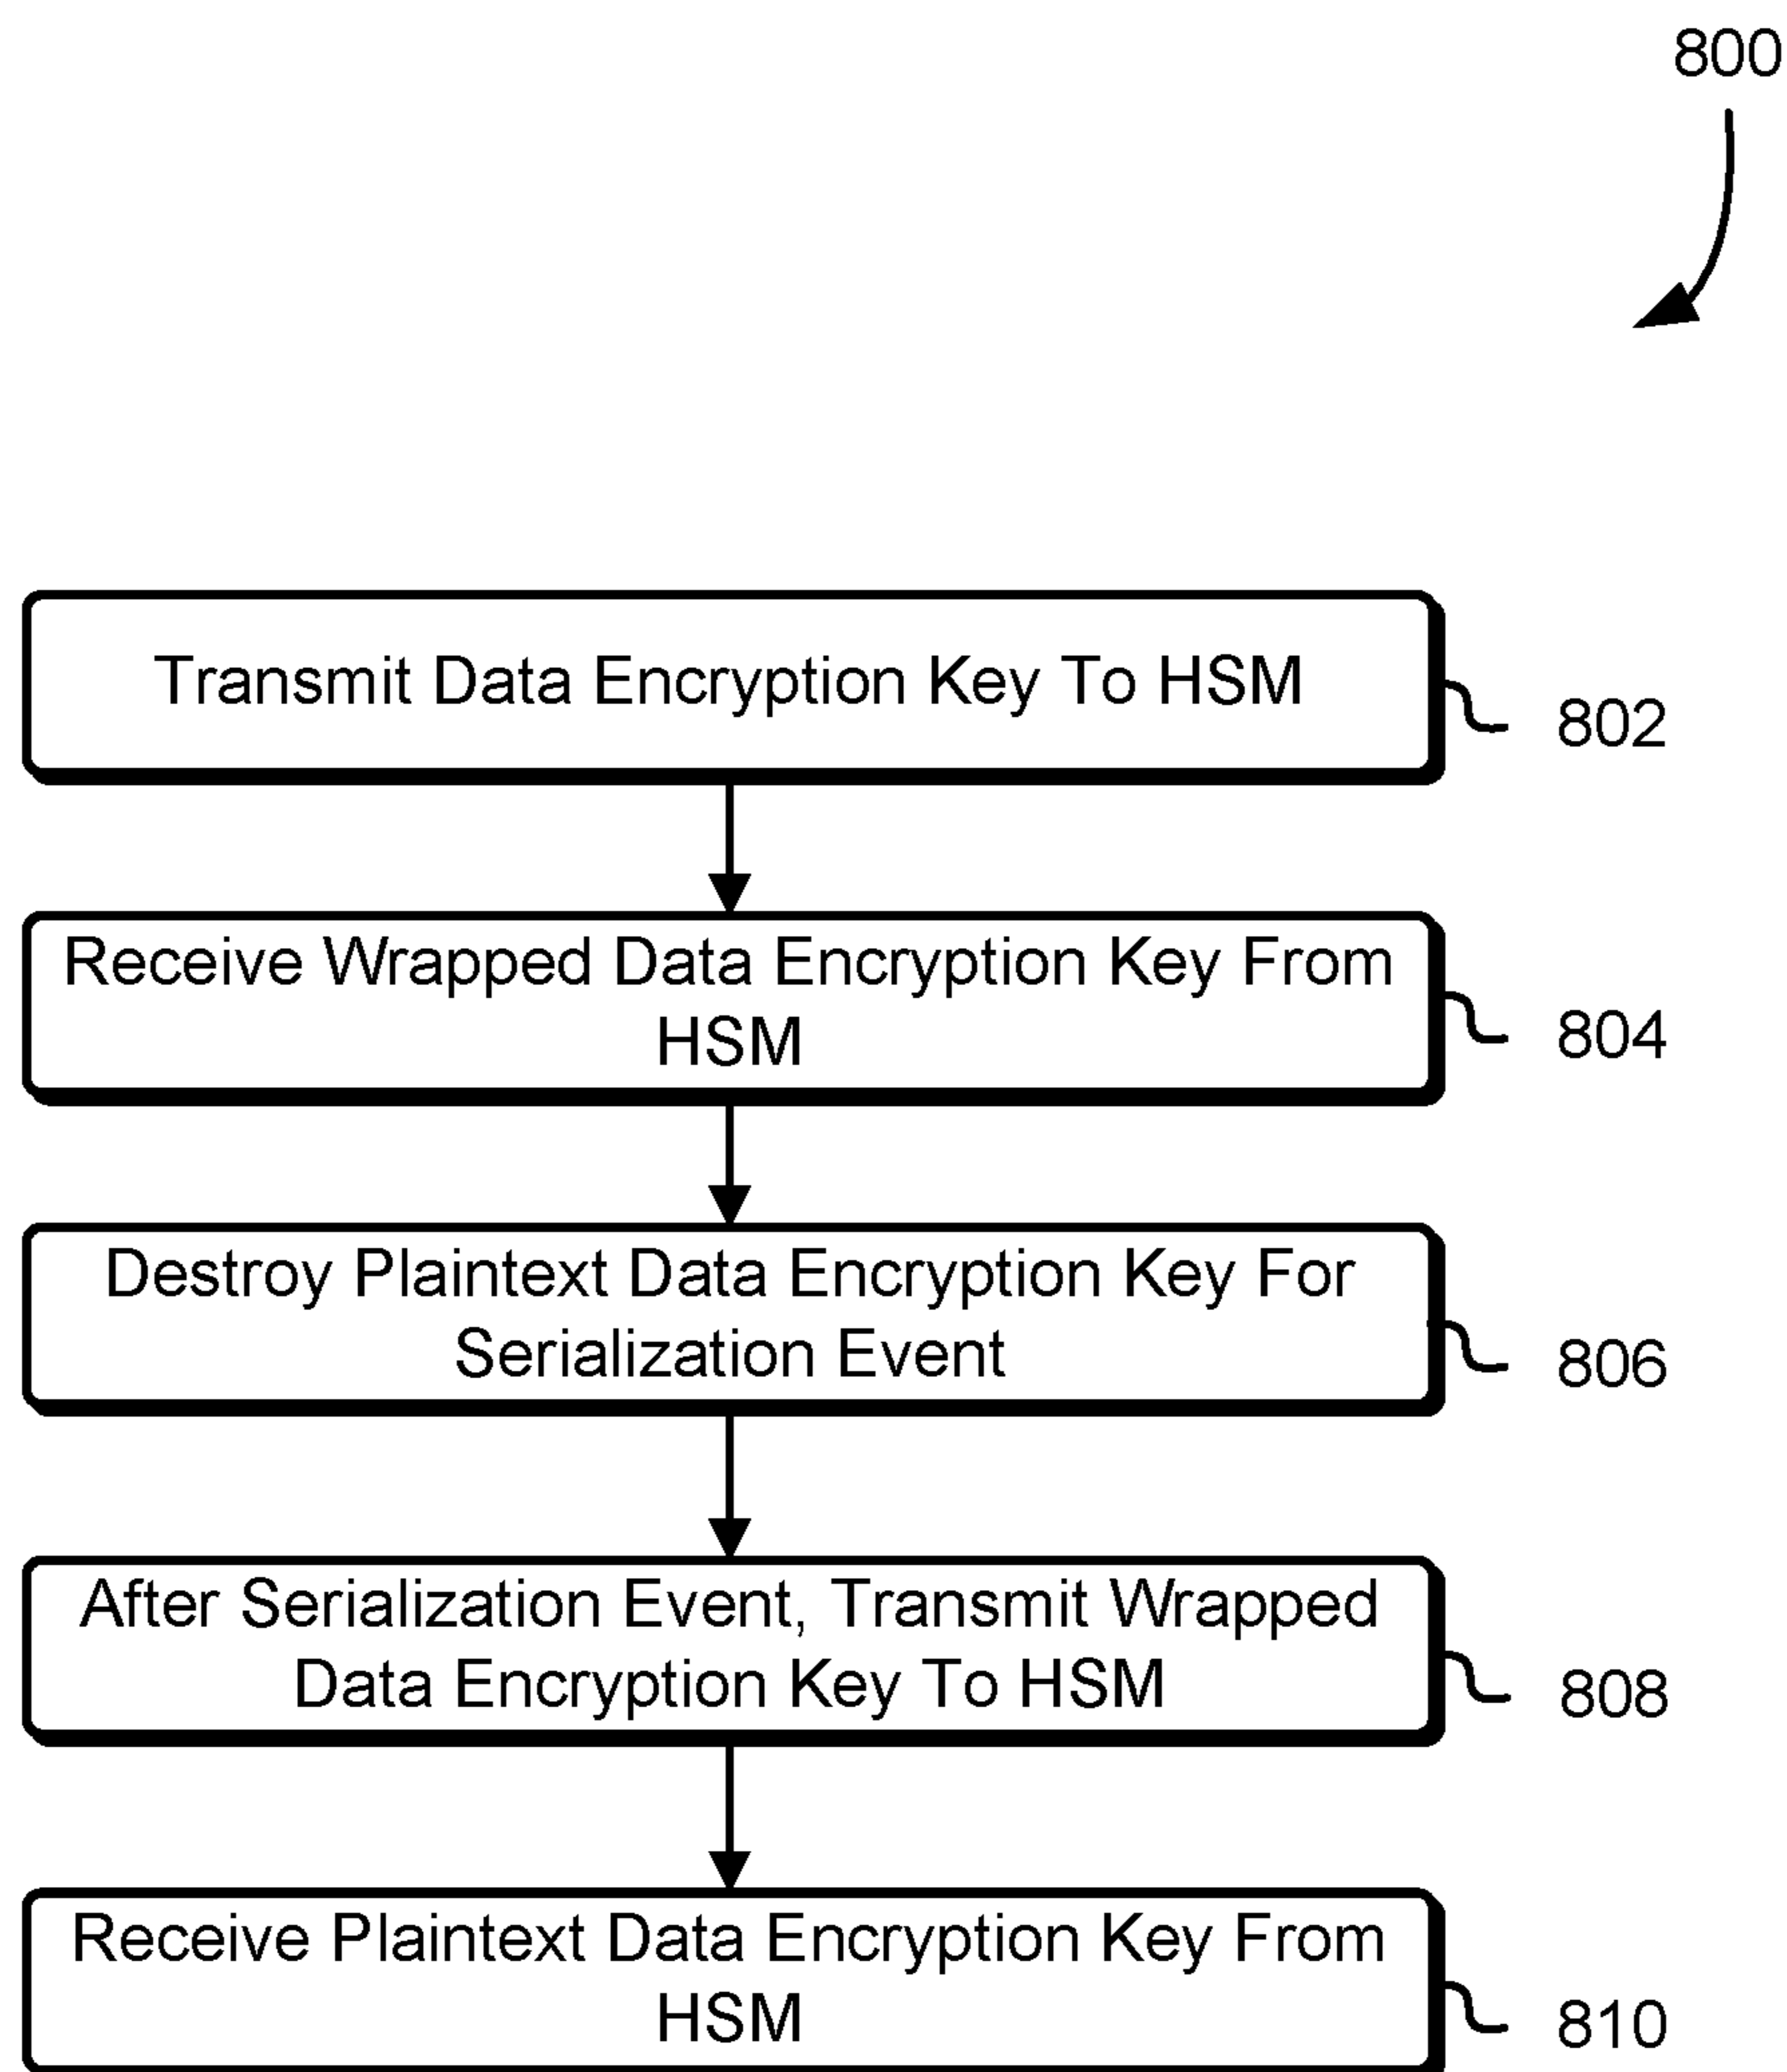 800
Transmit Data Encryption Key To HSM
802
Receive Wrapped Data Encryption Key From
HSM
804
Destroy Plaintext Data Encryption Key For
Serialization Event
806
After Serialization Event, Transmit Wrapped
Data Encryption Key To HSM
808
Receive Plaintext Data Encryption Key From
HSM
810